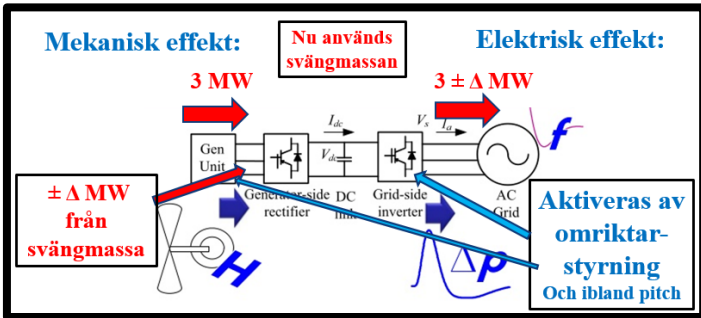 Mekanisk effekt:
Nu används
svängmassan
Elektrisk effekt:
3 MW
3 ± Δ MW
I_dc
V_s
I_a
f
Gen
Unit
V_dc
± Δ MW
från
svängmassa
Generator-side
rectifier
DC
link
Grid-side
inverter
AC
Grid
H
Δp
Aktiveras av
omriktar-
styrning
Och ibland pitch